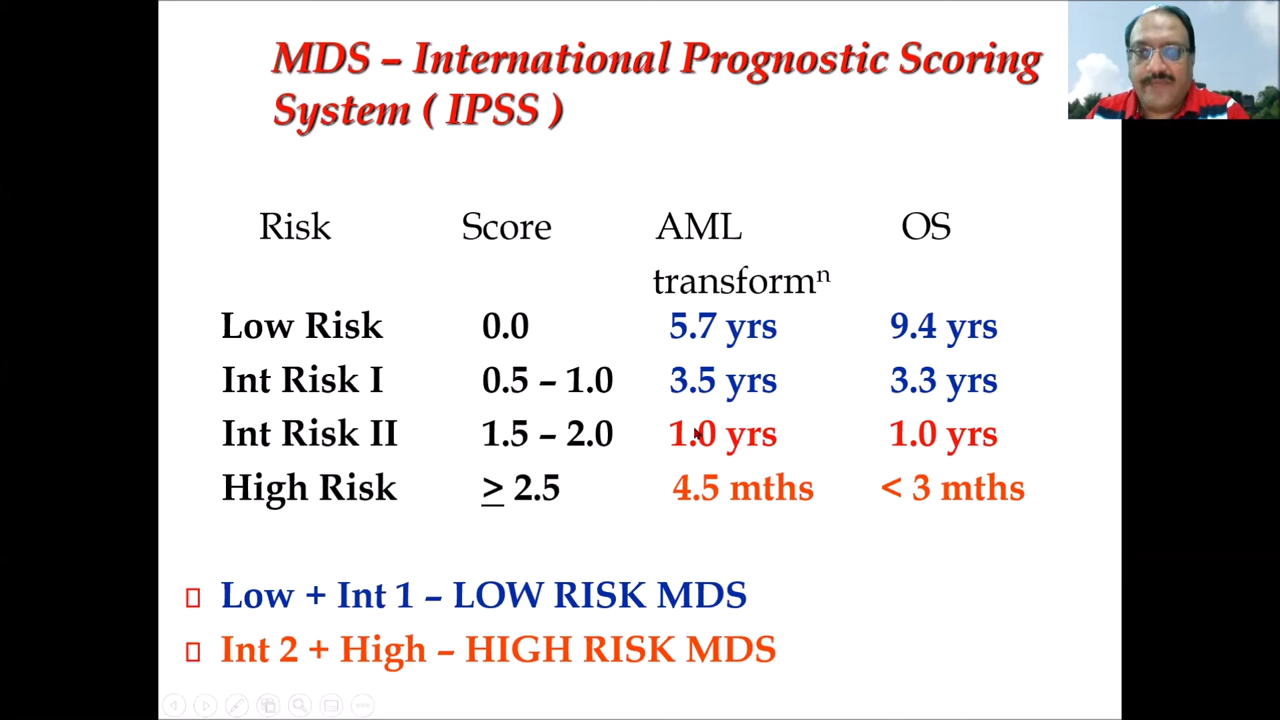 MDS – International Prognostic Scoring
System ( IPSS )
Risk Score AML OS
transformⁿ
Low Risk 0.0 5.7 yrs 9.4 yrs
Int Risk I 0.5 – 1.0 3.5 yrs 3.3 yrs
Int Risk II 1.5 – 2.0 1.0 yrs 1.0 yrs
High Risk ≥ 2.5 4.5 mths < 3 mths
Low + Int 1 – LOW RISK MDS
Int 2 + High – HIGH RISK MDS